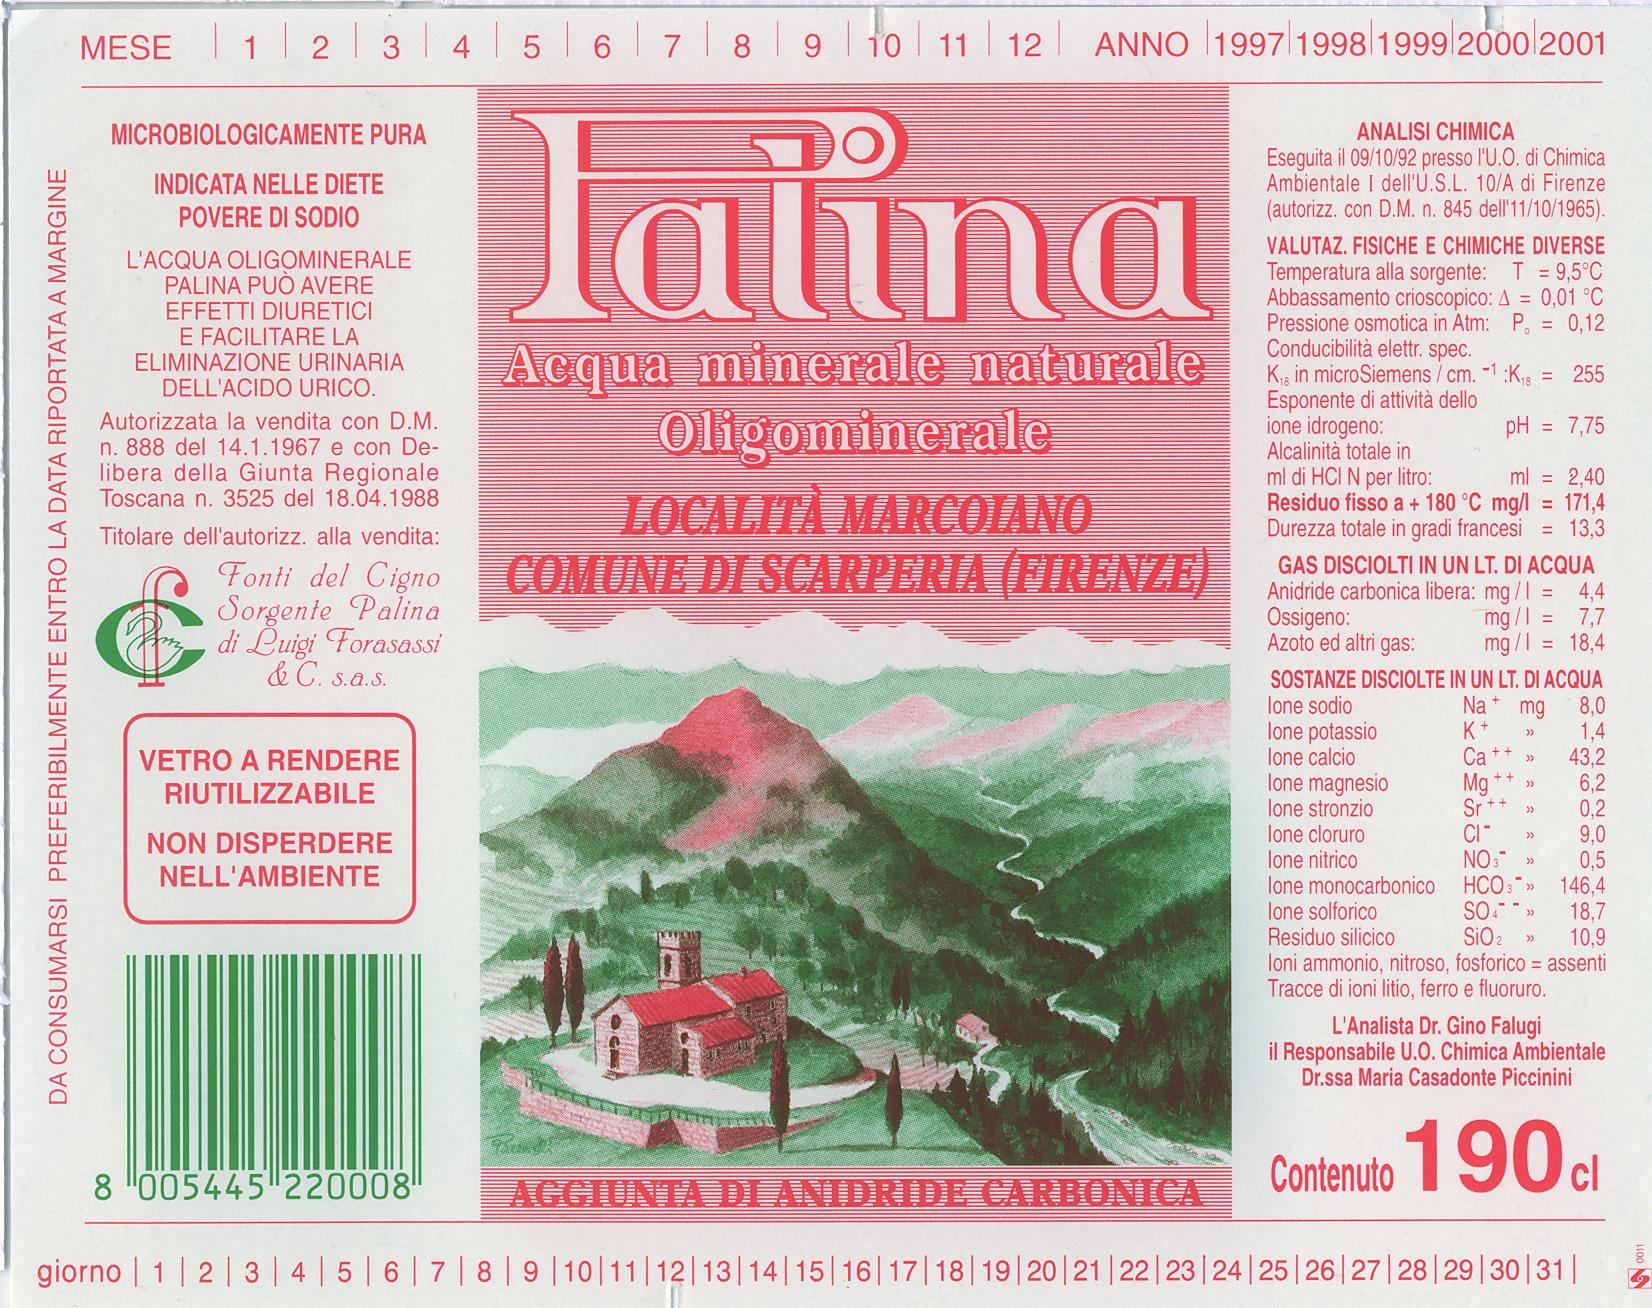 MESE | 1 | 2 | 3 | 4 | 5 | 6 | 7 | 8 | 9 | 10 | 11 | 12 | ANNO | 1997 | 1998 | 1999 | 2000 | 2001
DA CONSUMARSI PREFERIBILMENTE ENTRO LA DATA RIPORTATA A MARGINE
MICROBIOLOGICAMENTE PURA
INDICATA NELLE DIETE
POVERE DI SODIO
L'ACQUA OLIGOMINERALE
PALINA PUÒ AVERE
EFFETTI DIURETICI
E FACILITARE LA
ELIMINAZIONE URINARIA
DELL'ACIDO URICO.
Autorizzata la vendita con D.M.
n. 888 del 14.1.1967 e con De-
libera della Giunta Regionale
Toscana n. 3525 del 18.04.1988
Titolare dell'autorizz. alla vendita:
Fonti del Cigno
Sorgente Palina
di Luigi Forasassi
& C. s.a.s.
VETRO A RENDERE
RIUTILIZZABILE
NON DISPERDERE
NELL'AMBIENTE
8 005445 220008
Palina
Acqua minerale naturale
Oligominerale
LOCALITÀ MARCOIANO
COMUNE DI SCARPERIA (FIRENZE)
AGGIUNTA DI ANIDRIDE CARBONICA
ANALISI CHIMICA
Eseguita il 09/10/92 presso l'U.O. di Chimica
Ambientale I dell'U.S.L. 10/A di Firenze
(autorizz. con D.M. n. 845 dell'11/10/1965).
VALUTAZ. FISICHE E CHIMICHE DIVERSE
Temperatura alla sorgente: T = 9,5°C
Abbassamento crioscopico: Δ = 0,01 °C
Pressione osmotica in Atm: P₀ = 0,12
Conducibilità elettr. spec.
K₁₈ in microSiemens / cm. ⁻¹ :K₁₈ = 255
Esponente di attività dello
ione idrogeno: pH = 7,75
Alcalinità totale in
ml di HCl N per litro: ml = 2,40
Residuo fisso a + 180 °C mg/l = 171,4
Durezza totale in gradi francesi = 13,3
GAS DISCIOLTI IN UN LT. DI ACQUA
Anidride carbonica libera: mg / l = 4,4
Ossigeno: mg / l = 7,7
Azoto ed altri gas: mg / l = 18,4
SOSTANZE DISCIOLTE IN UN LT. DI ACQUA
Ione sodio Na⁺ mg 8,0
Ione potassio K⁺ » 1,4
Ione calcio Ca⁺⁺ » 43,2
Ione magnesio Mg⁺⁺ » 6,2
Ione stronzio Sr⁺⁺ » 0,2
Ione cloruro Cl⁻ » 9,0
Ione nitrico NO₃⁻ » 0,5
Ione monocarbonico HCO₃⁻ » 146,4
Ione solforico SO₄⁻⁻ » 18,7
Residuo silicico SiO₂ » 10,9
Ioni ammonio, nitroso, fosforico = assenti
Tracce di ioni litio, ferro e fluoruro.
L'Analista Dr. Gino Falugi
il Responsabile U.O. Chimica Ambientale
Dr.ssa Maria Casadonte Piccinini
Contenuto 190 cl
giorno | 1 | 2 | 3 | 4 | 5 | 6 | 7 | 8 | 9 | 10 | 11 | 12 | 13 | 14 | 15 | 16 | 17 | 18 | 19 | 20 | 21 | 22 | 23 | 24 | 25 | 26 | 27 | 28 | 29 | 30 | 31 |
0011